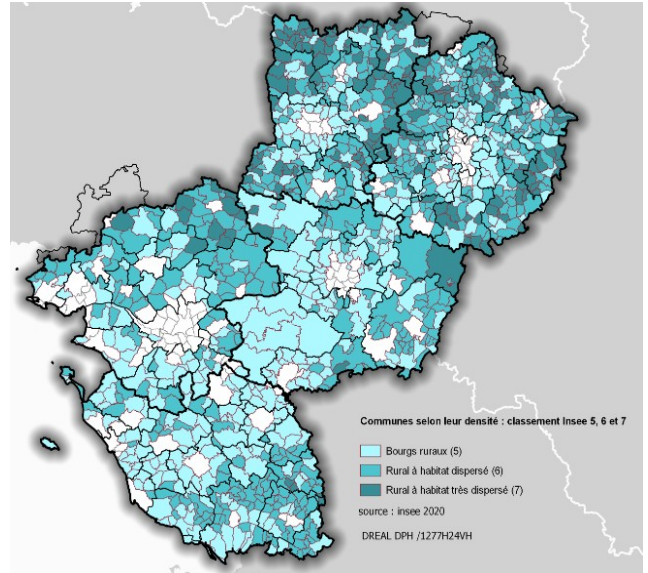 Communes selon leur densité : classement Insee 5, 6 et 7
Bourgs ruraux (5)
Rural à habitat dispersé (6)
Rural à habitat très dispersé (7)
source : insee 2020
DREAL DPH /1277H24VH